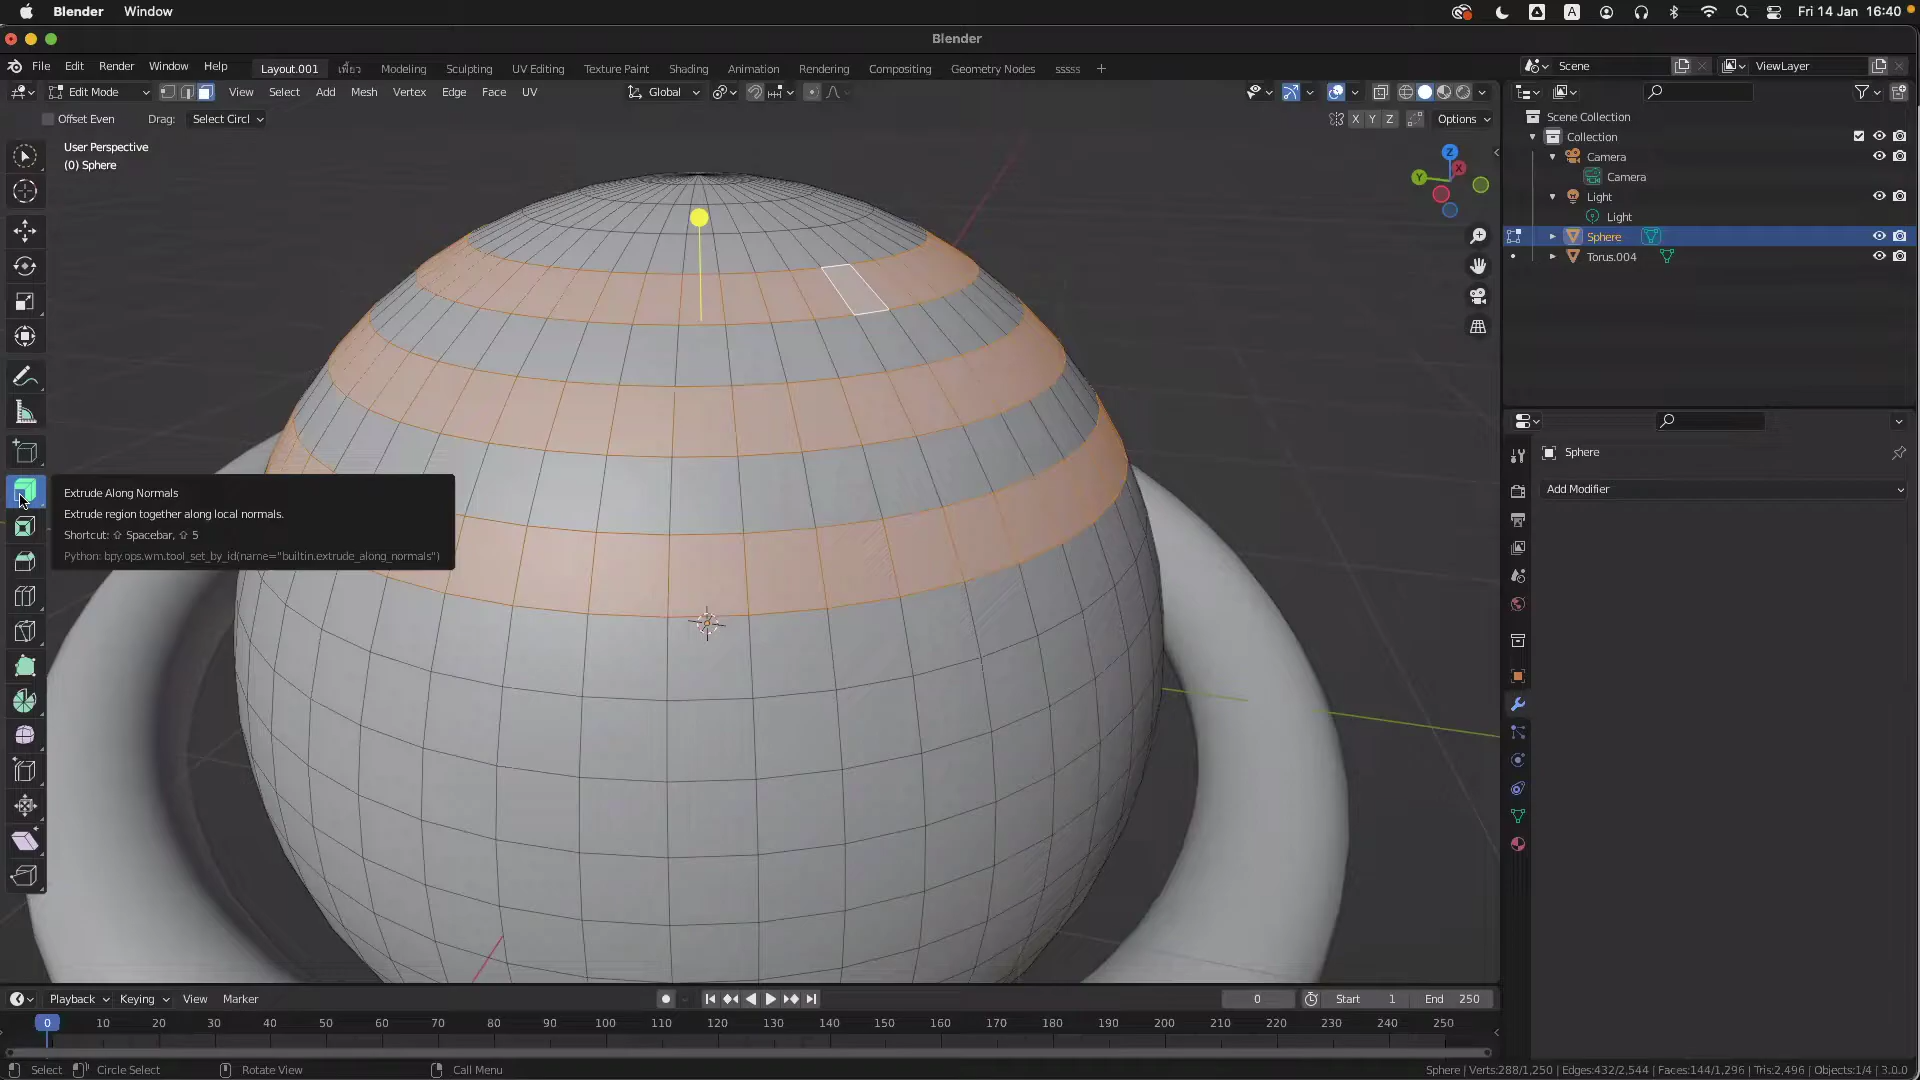 Blender Window Fri 14 Jan 16:40
Blender
File Edit Render Window Help Layout.001 เพี้ยว Modeling Sculpting UV Editing Texture Paint Shading Animation Rendering Compositing Geometry Nodes sssss + Scene ViewLayer
Edit Mode View Select Add Mesh Vertex Edge Face UV Global
Offset Even Drag: Select Circl X Y Z Options
User Perspective
(0) Sphere
Z
X
Y
Scene Collection
Collection
Camera
Camera
Light
Light
Sphere
Torus.004
Sphere
Add Modifier
Extrude Along Normals
Extrude region together along local normals.
Shortcut: ⇧ Spacebar, ⇧ 5
Python: bpy.ops.wm.tool_set_by_id(name="builtin.extrude_along_normals")
Playback Keying View Marker 0 Start 1 End 250
0 10 20 30 40 50 60 70 80 90 100 110 120 130 140 150 160 170 180 190 200 210 220 230 240 250
Select Circle Select Rotate View Call Menu Sphere | Verts:288/1,250 | Edges:432/2,544 | Faces:144/1,296 | Tris:2,496 | Objects:1/4 | 3.0.0